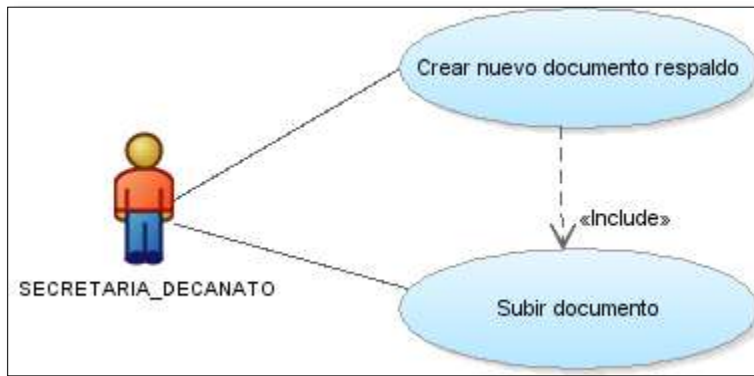 Crear nuevo documento respaldo
«Include»
SECRETARIA_DECANATO
Subir documento